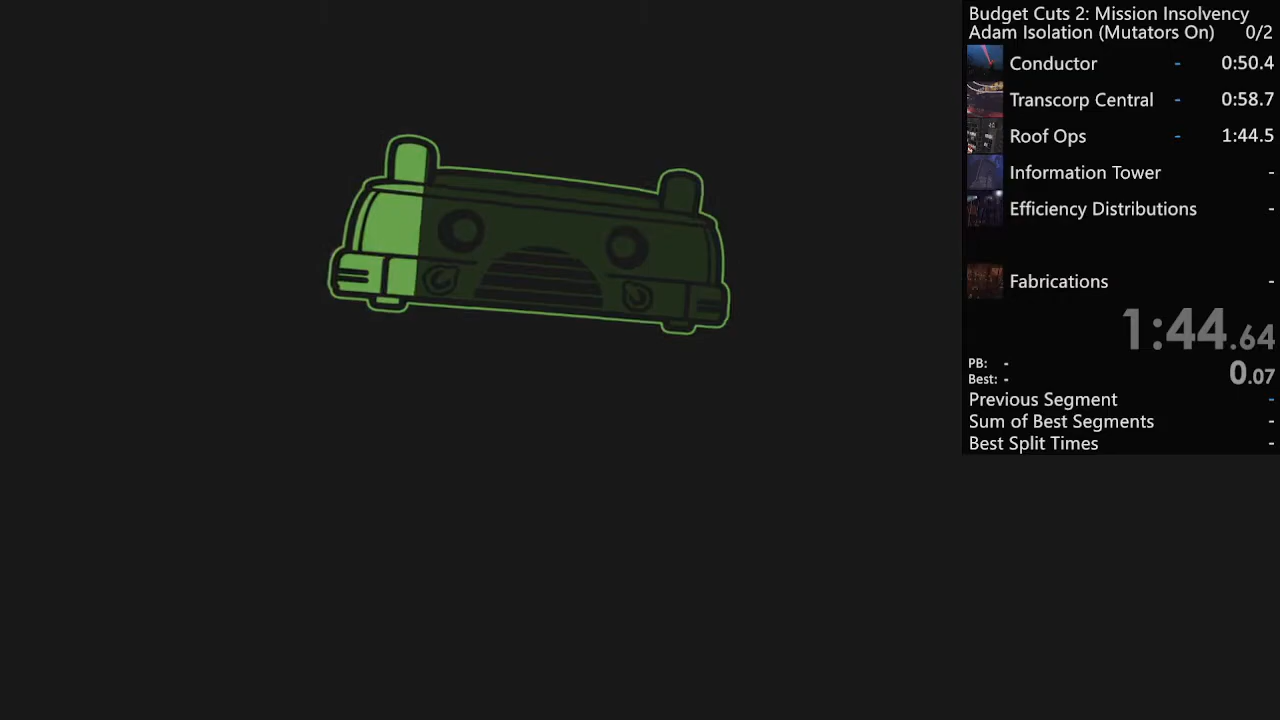 Budget Cuts 2: Mission Insolvency
Adam Isolation (Mutators On) 0/2
Conductor - 0:50.4
Transcorp Central - 0:58.7
Roof Ops - 1:44.5
Information Tower -
Efficiency Distributions -
Fabrications -
1:44.64
PB: -
Best: - 0.07
Previous Segment -
Sum of Best Segments -
Best Split Times -